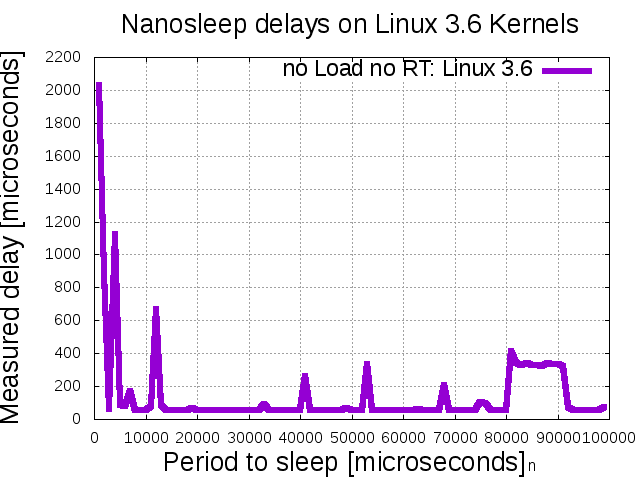 Nanosleep delays on Linux 3.6 Kernels
no Load no RT: Linux 3.6
Measured delay [microseconds]
2200
2000
1800
1600
1400
1200
1000
800
600
400
200
0
0 10000 20000 30000 40000 50000 60000 70000 80000 90000 100000
Period to sleep [microseconds]n